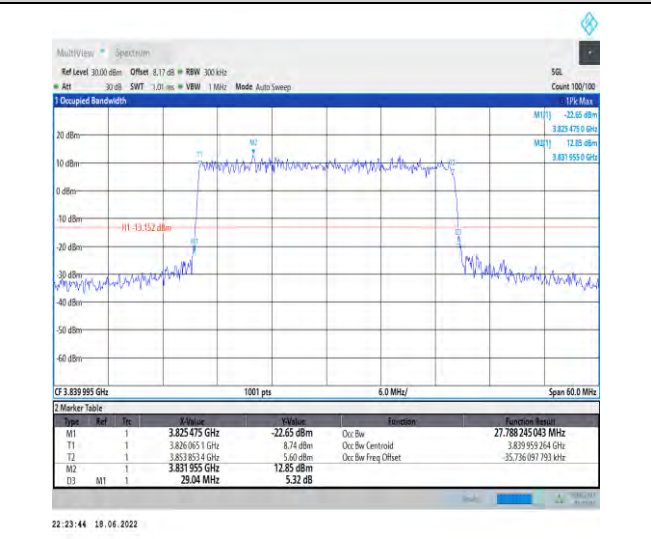 MultiView Spectrum
Ref Level 30.00 dBm Offset 8.17 dB RBW 300 kHz SGL
Att 30 dB SWT 1.01 ms VBW 1 MHz Mode Auto Sweep Count 100/100
1 Occupied Bandwidth 1Pk Max
M1[1] -22.65 dBm
3.825 475 0 GHz
M2[1] 12.85 dBm
3.831 955 0 GHz
20 dBm
M2
T1
10 dBm
0 dBm
-10 dBm
H1 -13.152 dBm
-20 dBm
-30 dBm
-40 dBm
-50 dBm
-60 dBm
CF 3.839 995 GHz 1001 pts 6.0 MHz/ Span 60.0 MHz
2 Marker Table
Type Ref Trc X-Value Y-Value Function Function Result
M1 1 3.825 475 GHz -22.65 dBm Occ Bw 27.788 245 043 MHz
T1 1 3.826 065 1 GHz 8.74 dBm Occ Bw Centroid 3.839 959 264 GHz
T2 1 3.853 853 4 GHz 5.60 dBm Occ Bw Freq Offset -35.736 097 793 kHz
M2 1 3.831 955 GHz 12.85 dBm
D3 M1 1 29.04 MHz 5.32 dB
22:23:44 18.06.2022